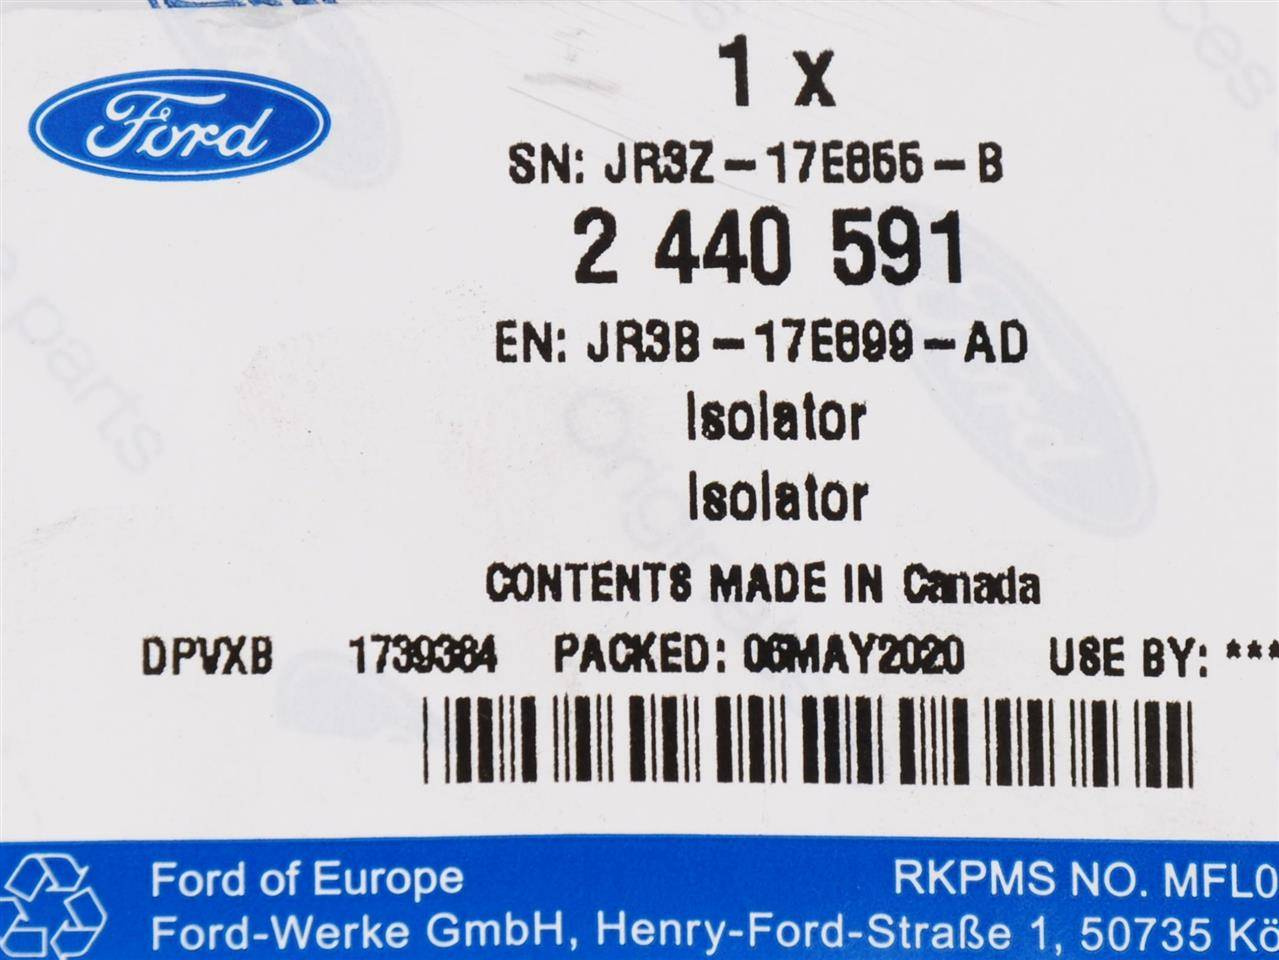 Ford
1 x
SN: JR3Z-17E855-B
2 440 591
EN: JR3B-17E899-AD
Isolator
Isolator
CONTENTS MADE IN Canada
DPVXB 1739384 PACKED: 06MAY2020 USE BY: ***
Ford of Europe RKPMS NO. MFL0
Ford-Werke GmbH, Henry-Ford-Straße 1, 50735 Kö
parts
Original